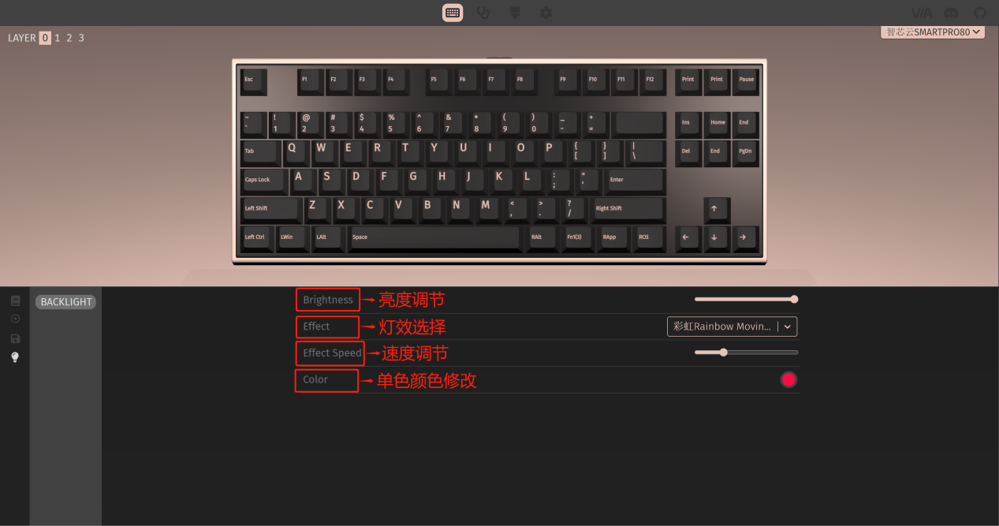 VIA
LAYER 0 1 2 3
智芯云SMARTPRO80
Esc F1 F2 F3 F4 F5 F6 F7 F8 F9 F10 F11 F12 Print Print Pause
~ ! @ # $ % ^ & * ( ) _ +
` 1 2 3 4 5 6 7 8 9 0 - = Ins Home End
Tab Q W E R T Y U I O P { } | Del End PgDn
[ ] \
Caps Lock A S D F G H J K L : " Enter
; '
Left Shift Z X C V B N M < > ? Right Shift ↑
, . /
Left Ctrl LWin LAlt Space RAlt Fn1(3) RApp RCtl ← ↓ →
BACKLIGHT
Brightness 亮度调节
Effect 灯效选择 彩虹Rainbow Movin...
Effect Speed 速度调节
Color 单色颜色修改